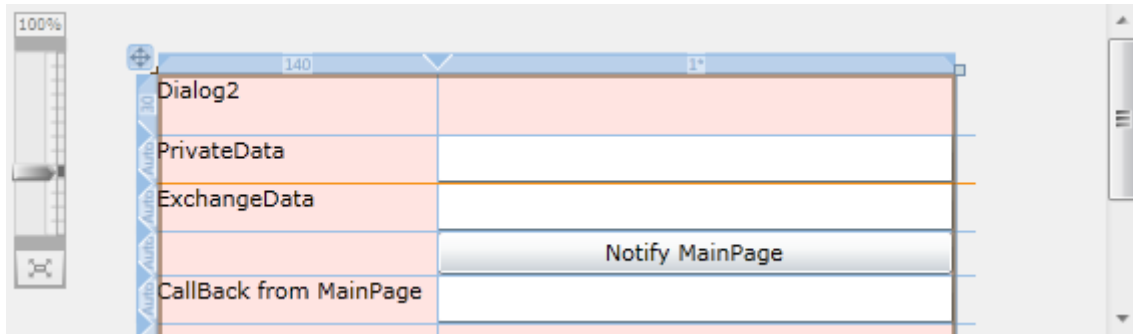 100%
140 1*
30 Dialog2
Auto PrivateData
Auto ExchangeData
Auto Notify MainPage
Auto CallBack from MainPage